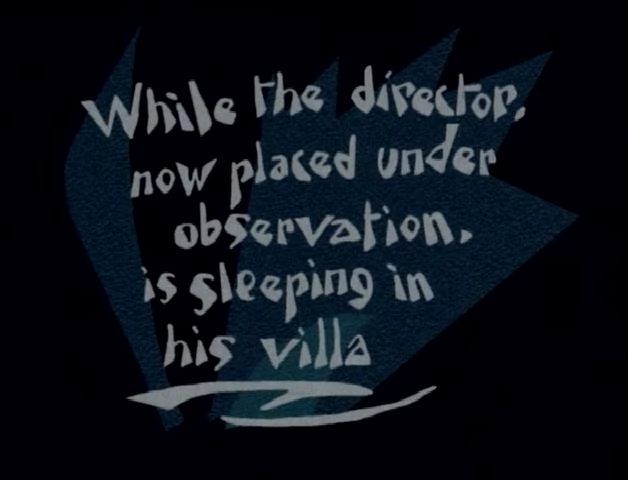 While the director,
now placed under
observation,
is sleeping in
his villa